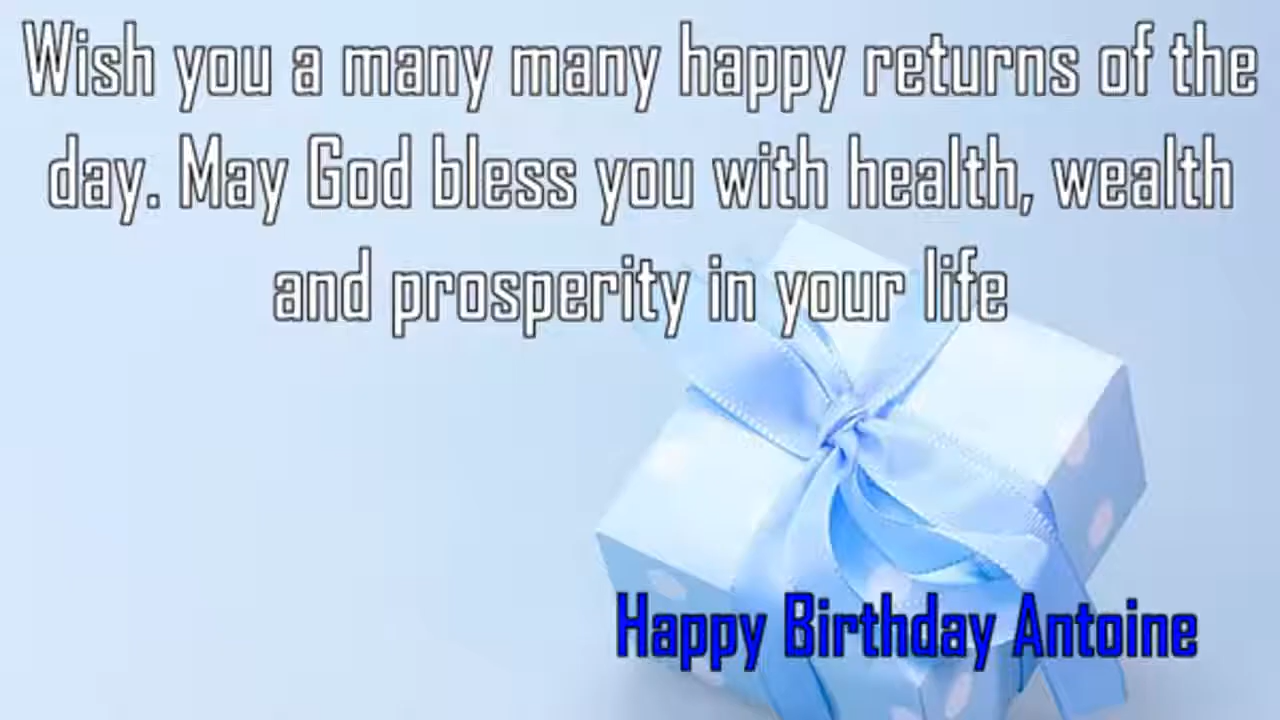 Wish you a many many happy returns of the
day. May God bless you with health, wealth
and prosperity in your life
Happy Birthday Antoine